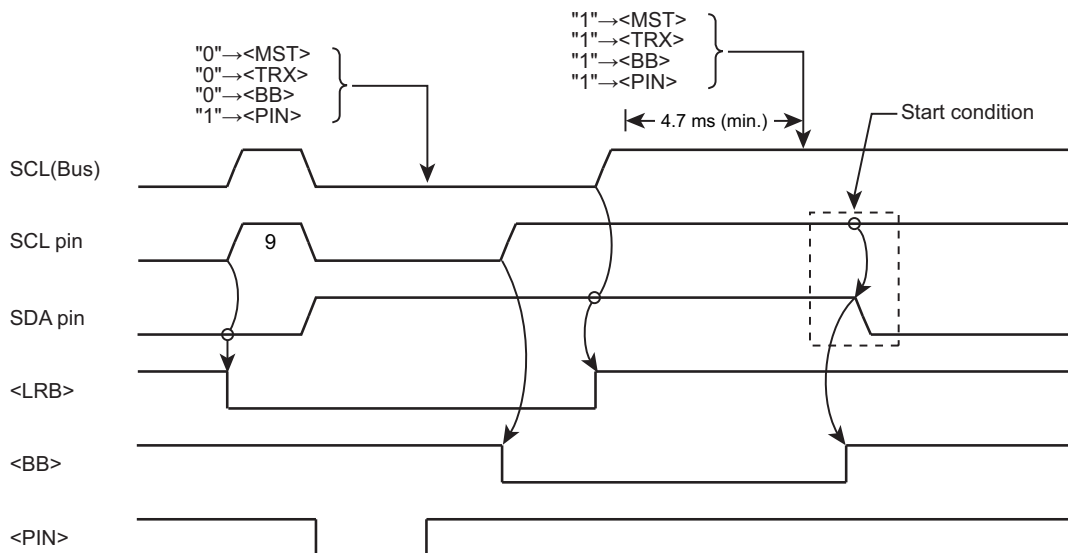 "0"→<MST>
"0"→<TRX>
"0"→<BB>
"1"→<PIN>
"1"→<MST>
"1"→<TRX>
"1"→<BB>
"1"→<PIN>
4.7 ms (min.)
Start condition
SCL(Bus)
SCL pin
9
SDA pin
<LRB>
<BB>
<PIN>